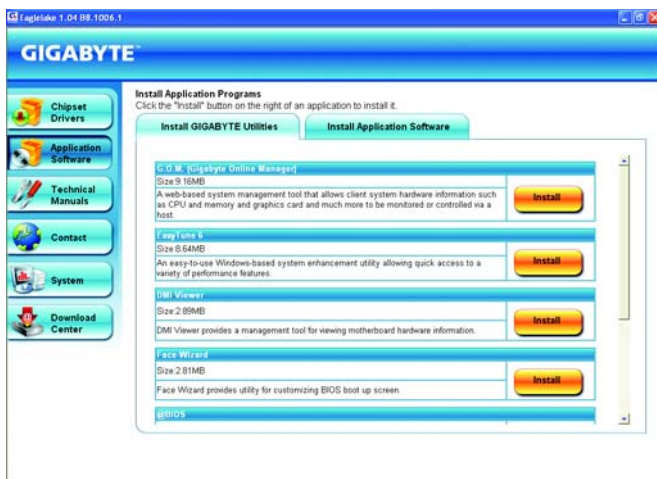 Eaglelake 1.04 B8.1006.1
GIGABYTE™
Chipset
Drivers
Application
Software
Technical
Manuals
Contact
System
Download
Center
Install Application Programs
Click the "Install" button on the right of an application to install it.
Install GIGABYTE Utilities
Install Application Software
G.O.M. (Gigabyte Online Manager)
Size:9.16MB
A web-based system management tool that allows client system hardware information such
as CPU and memory and graphics card and much more to be monitored or controlled via a
host.
Install
EasyTune 6
Size:8.64MB
An easy-to-use Windows-based system enhancement utility allowing quick access to a
variety of performance features.
Install
DMI Viewer
Size:2.89MB
DMI Viewer provides a management tool for viewing motherboard hardware information.
Install
Face-Wizard
Size:2.81MB
Face Wizard provides utility for customizing BIOS boot up screen.
Install
@BIOS